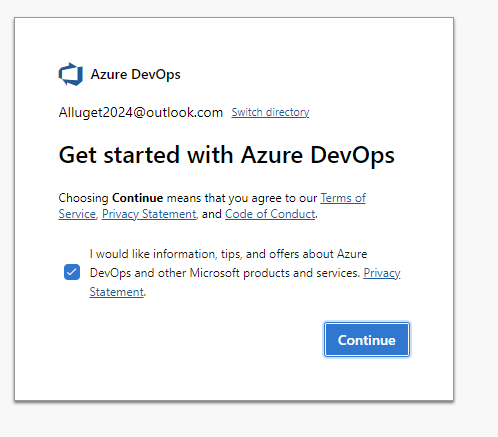 Azure DevOps
Alluget2024@outlook.com Switch directory
Get started with Azure DevOps
Choosing Continue means that you agree to our Terms of
Service, Privacy Statement, and Code of Conduct.
I would like information, tips, and offers about Azure
DevOps and other Microsoft products and services. Privacy
Statement.
Continue